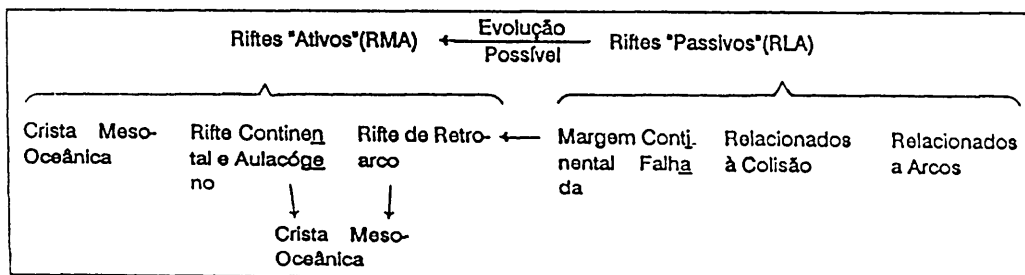 Riftes "Ativos"(RMA) Evolução Possível Riftes "Passivos"(RLA)
Crista Meso-
Oceânica
Rifte Continen
tal e Aulacóge
no
Rifte de Retro-
arco
Margem Conti-
nental Falha
da
Relacionados
à Colisão
Relacionados
a Arcos
Crista Meso-
Oceânica